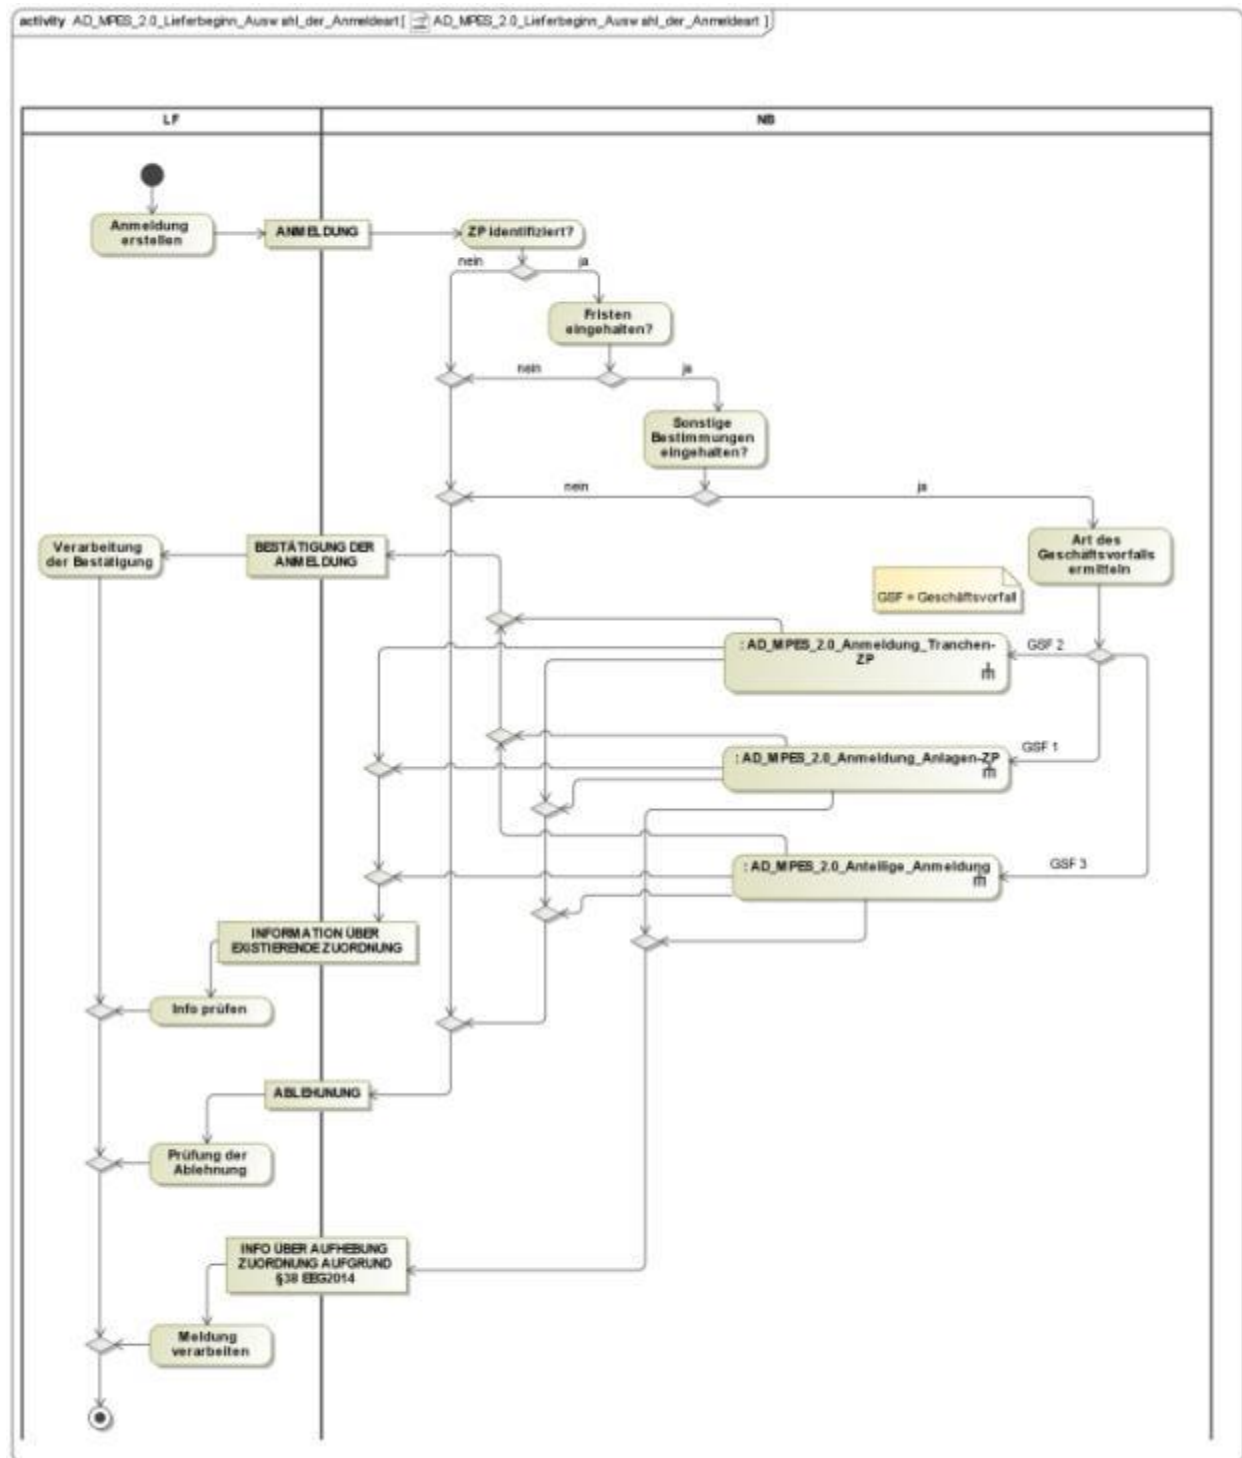 activity AD_MPES_2.0_Lieferbeginn_Auswahl_der_Anmeldeart [ AD_MPES_2.0_Lieferbeginn_Auswahl_der_Anmeldeart ]
LF
NB
Anmeldung
erstellen
ANMELDUNG
ZP identifiziert?
nein
ja
Fristen
eingehalten?
nein
ja
Sonstige
Bestimmungen
eingehalten?
nein
ja
Verarbeitung
der Bestätigung
BESTÄTIGUNG DER
ANMELDUNG
Art des
Geschäftsvorfalls
ermitteln
GSF = Geschäftsvorfall
: AD_MPES_2.0_Anmeldung_Tranchen-
ZP
GSF 2
: AD_MPES_2.0_Anmeldung_Anlagen-ZP
GSF 1
: AD_MPES_2.0_Anteilige_Anmeldung
GSF 3
INFORMATION ÜBER
EXISTIERENDE ZUORDNUNG
Info prüfen
ABLEHUNUNG
Prüfung der
Ablehnung
INFO ÜBER AUFHEBUNG
ZUORDNUNG AUFGRUND
§38 EEG2014
Meldung
verarbeiten